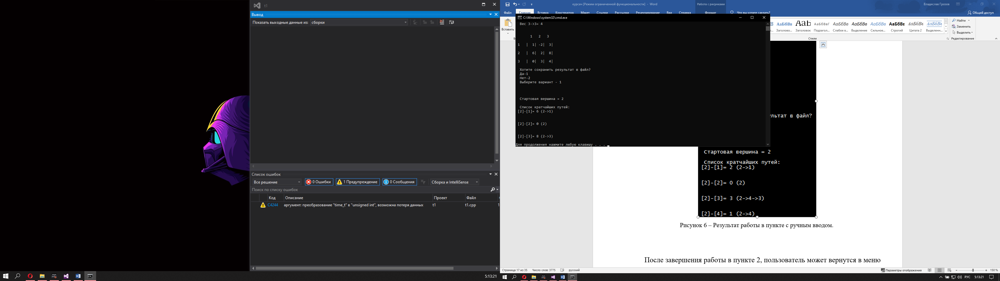 t1
Вывод
Показать выходные данные из: сборки
Список ошибок
Все решение
0 Ошибки
1 Предупреждение
0 Сообщения
Сборка и IntelliSense
Поиск по списку ошибок
Код Описание Проект Файл
C4244 аргумент: преобразование "time_t" в "unsigned int", возможна потеря данных t1 t1.cpp 1
5:13:21
курсач [Режим ограниченной функциональности] - Word
Работа с рисунками
Владислав Грозов
Файл Главная Вставка Конструктор Макет Ссылки Рассылки Рецензирование Вид Справка Формат Что вы хотите сделать?
Общий доступ
Вставить
C:\Windows\system32\cmd.exe
Вес 3->3= 4
1 2 3
1 | 1| -2| 3|
2 | 6| 2| 8|
3 | 0| 3| 4|
Хотите сохранить результат в файл?
Да-1
Нет-2
Выберите вариант - 1
Стартовая вершина = 2
Список кратчайших путей:
[2]-[1]= 6 (2->1)
[2]-[2]= 0 (2)
[2]-[3]= 8 (2->3)
Для продолжения нажмите любую клавишу . . .
АаБбВв АаБбВв АаБ АаБбВвГ АаБбВв АаБбВв АаБбВв АаБбВв АаБбВв АаБбВв
Заголово... Заголовок Подзагол... Слабое в... Выделение Сильное... Строгий Цитата 2 Выделенн...
Стили
Найти
Заменить
Выделить
Редактирование
льтат в файл?
Стартовая вершина = 2
Список кратчайших путей:
[2]-[1]= 2 (2->1)
[2]-[2]= 0 (2)
[2]-[3]= 3 (2->4->3)
[2]-[4]= 1 (2->4)
Рисунок 6 – Результат работы в пункте с ручным вводом.
После завершения работы в пункте 2, пользователь может вернутся в меню
Страница 17 из 35 Число слов: 3775 русский
Параметры отображения
150 %
РУС
5:13:21